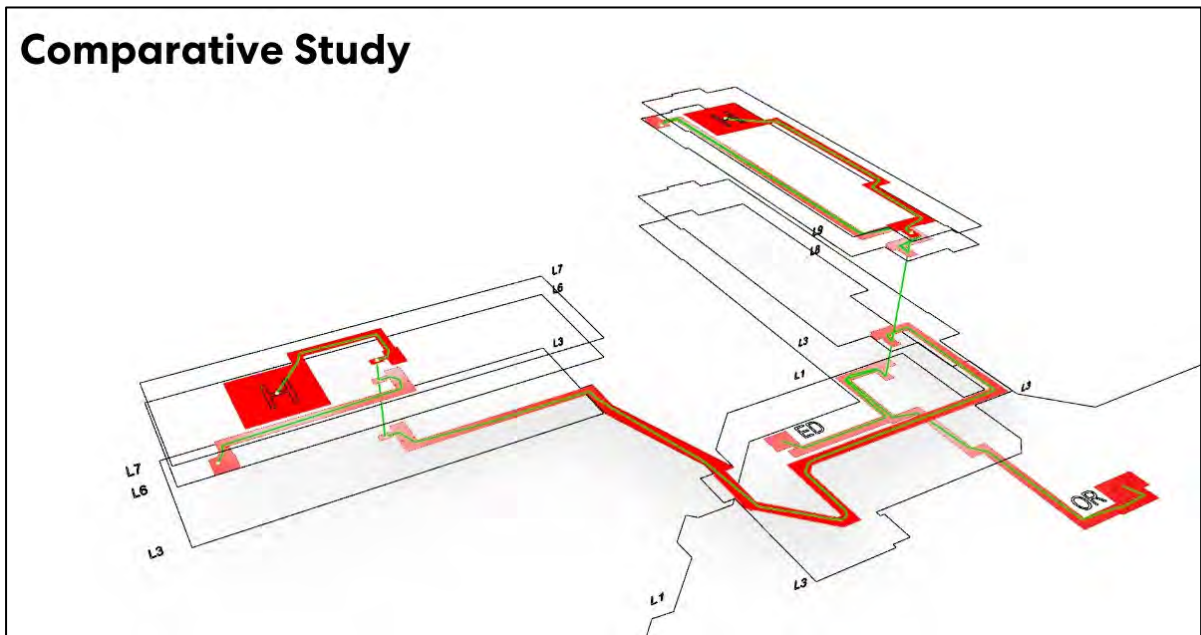 Comparative Study
H
L9
L8
L7
L6
L3
L3
L1
L3
H
ED
L7
L6
OR
L3
L3
L1